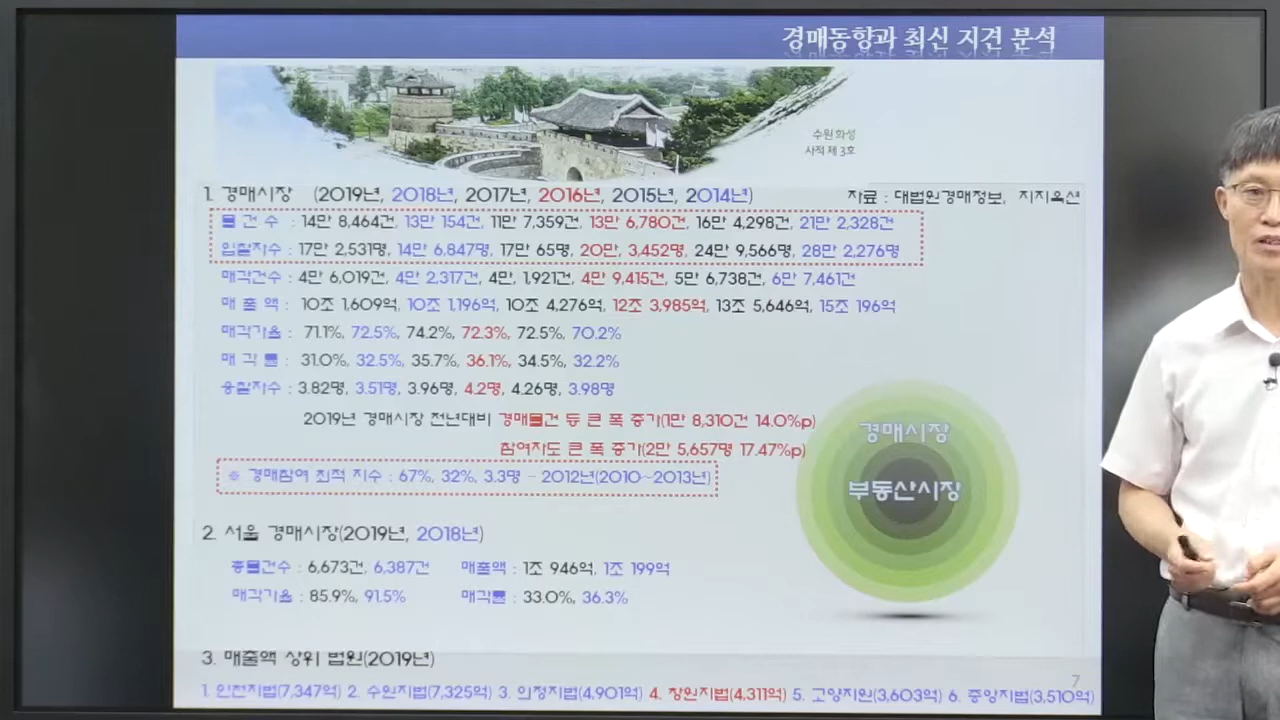 경매동향과 최신 지견 분석
수원 화성
사적 제 3호
1. 경매시장 (2019년, 2018년, 2017년, 2016년, 2015년, 2014년) 자료 : 대법원경매정보, 지지옥션
물 건 수 : 14만 8,464건, 13만 154건, 11만 7,359건, 13만 6,780건, 16만 4,298건, 21만 2,328건
입찰자수 : 17만 2,531명, 14만 6,847명, 17만 65명, 20만, 3,452명, 24만 9,566명, 28만 2,276명
매각건수 : 4만 6,019건, 4만 2,317건, 4만, 1,921건, 4만 9,415건, 5만 6,738건, 6만 7,461건
매 출 액 : 10조 1,609억, 10조 1,196억, 10조 4,276억, 12조 3,985억, 13조 5,646억, 15조 196억
매각가율 : 71.1%, 72.5%, 74.2%, 72.3%, 72.5%, 70.2%
매 각 률 : 31.0%, 32.5%, 35.7%, 36.1%, 34.5%, 32.2%
응찰자수 : 3.82명, 3.51명, 3.96명, 4.2명, 4.26명, 3.98명
2019년 경매시장 전년대비 경매물건 등 큰 폭 증가(1만 8,310건 14.0%p)
참여자도 큰 폭 증가(2만 5,657명 17.47%p)
※ 경매참여 최적 지수 : 67%, 32%, 3.3명 - 2012년(2010~2013년)
경매시장
부동산시장
2. 서울 경매시장(2019년, 2018년)
총물건수 : 6,673건, 6,387건 매출액 : 1조 946억, 1조 199억
매각가율 : 85.9%, 91.5% 매각률 : 33.0%, 36.3%
3. 매출액 상위 법원(2019년)
7
1. 인천지법(7,347억) 2. 수원지법(7,325억) 3. 의정지법(4,901억) 4. 창원지법(4,311억) 5. 고양지원(3,603억) 6. 중앙지법(3,510억)